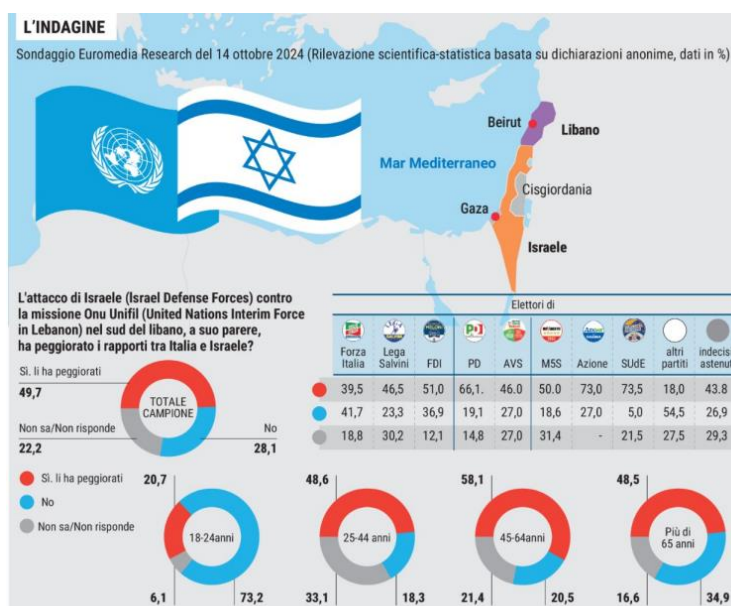 L'INDAGINE
Sondaggio Euromedia Research del 14 ottobre 2024 (Rilevazione scientifica-statistica basata su dichiarazioni anonime, dati in %)
Beirut
Libano
Mar Mediterraneo
Cisgiordania
Gaza
Israele
L'attacco di Israele (Israel Defense Forces) contro
la missione Onu Unifil (United Nations Interim Force
in Lebanon) nel sud del libano, a suo parere,
ha peggiorato i rapporti tra Italia e Israele?
Sì. li ha peggiorati
49,7
TOTALE
CAMPIONE
Non sa/Non risponde
22,2
No
28,1
Elettori di
Forza Italia Lega Salvini FDI PD AVS M5S Azione SUdE altri partiti indecisi astenut
39,5 46,5 51,0 66,1. 46.0 50.0 73,0 73,5 18,0 43.8
41,7 23,3 36,9 19,1 27,0 18,6 27,0 5,0 54,5 26,9
18,8 30,2 12,1 14,8 27,0 31,4 - 21,5 27,5 29,3
Sì. li ha peggiorati
No
Non sa/Non risponde
20,7
18-24anni
6,1 73,2
48,6
25-44 anni
33,1 18,3
58,1
45-64anni
21,4 20,5
48,5
Più di
65 anni
16,6 34,9